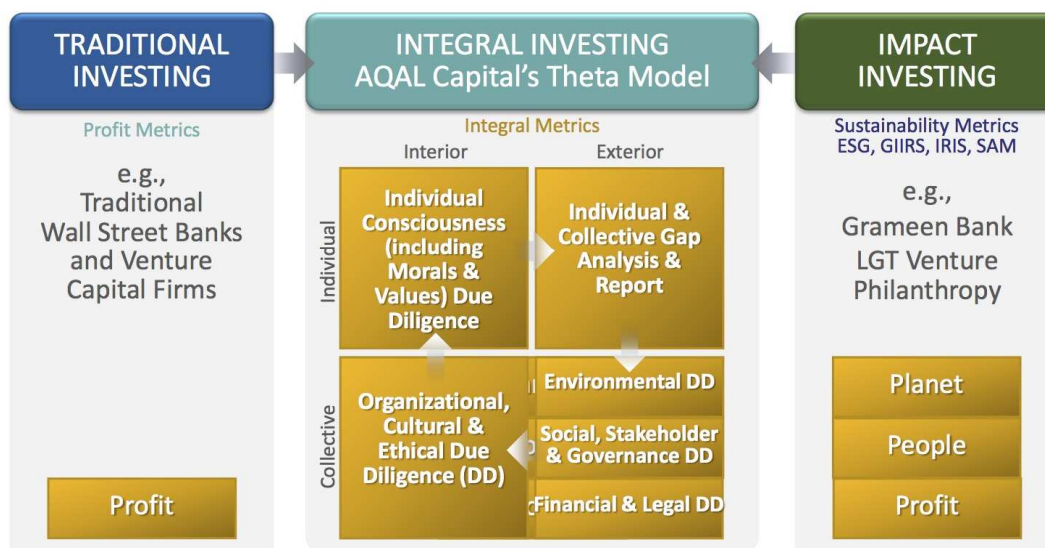 TRADITIONAL
INVESTING
Profit Metrics
e.g.,
Traditional
Wall Street Banks
and Venture
Capital Firms
Profit
INTEGRAL INVESTING
AQAL Capital's Theta Model
Integral Metrics
Interior
Exterior
Individual
Individual
Consciousness
(including
Morals &
Values) Due
Diligence
Individual &
Collective Gap
Analysis &
Report
Collective
Organizational,
Cultural &
Ethical Due
Diligence (DD)
Environmental DD
Social, Stakeholder
& Governance DD
Financial & Legal DD
IMPACT
INVESTING
Sustainability Metrics
ESG, GIIRS, IRIS, SAM
e.g.,
Grameen Bank
LGT Venture
Philanthropy
Planet
People
Profit